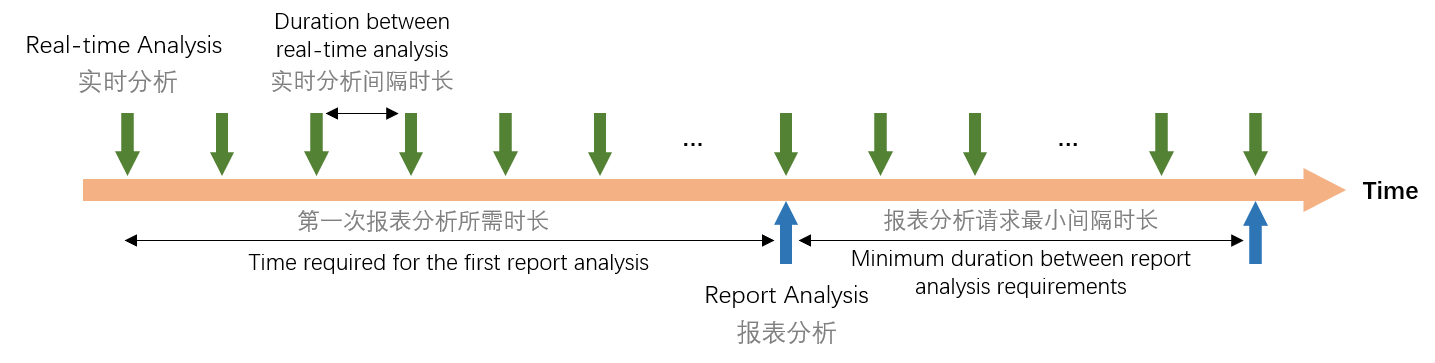 Real-time Analysis
实时分析
Duration between
real-time analysis
实时分析间隔时长
...
...
Time
第一次报表分析所需时长
Time required for the first report analysis
报表分析请求最小间隔时长
Minimum duration between report
analysis requirements
Report Analysis
报表分析